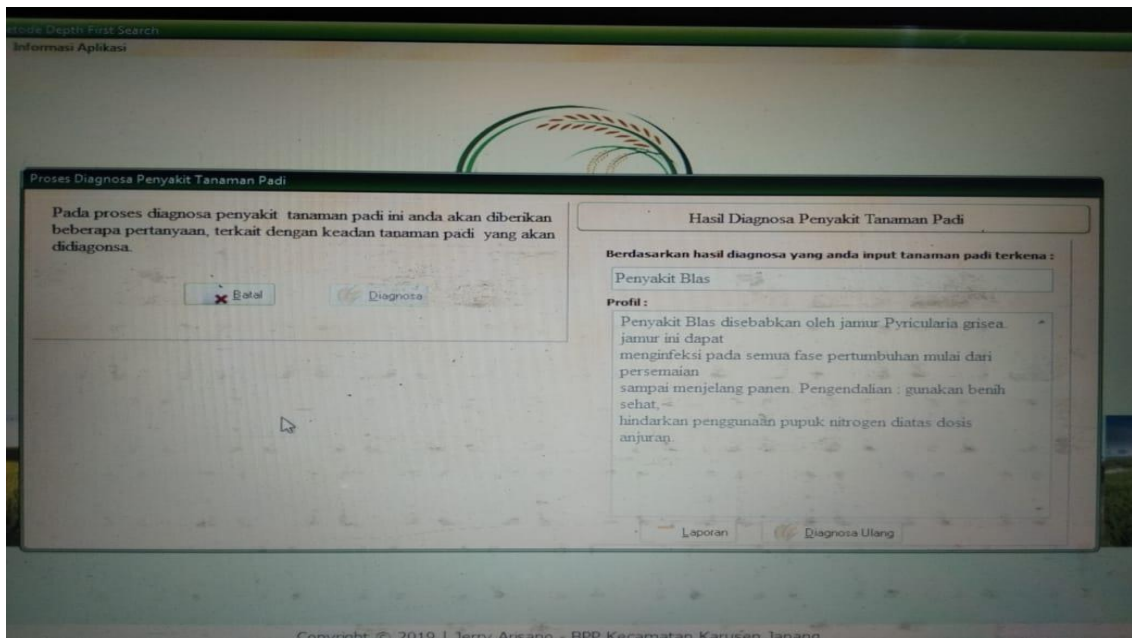 etode Depth First Search
Informasi Aplikasi
Proses Diagnosa Penyakit Tanaman Padi
Pada proses diagnosa penyakit tanaman padi ini anda akan diberikan
beberapa pertanyaan, terkait dengan keadan tanaman padi yang akan
didiagonsa.
Batal
Diagnosa
Hasil Diagnosa Penyakit Tanaman Padi
Berdasarkan hasil diagnosa yang anda input tanaman padi terkena :
Penyakit Blas
Profil :
Penyakit Blas disebabkan oleh jamur Pyricularia grisea.
jamur ini dapat
menginfeksi pada semua fase pertumbuhan mulai dari
persemaian
sampai menjelang panen. Pengendalian : gunakan benih
sehat,
hindarkan penggunaan pupuk nitrogen diatas dosis
anjuran.
Laporan
Diagnosa Ulang
Copyright © 2019 | Jerry Arisano - BPP Kecamatan Karusen Janang